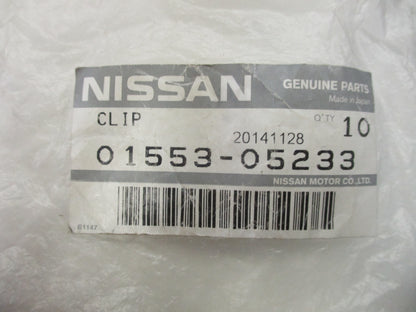 NISSAN
GENUINE PARTS
Made in Japan
CLIP
Q'TY 10
20141128
01553-05233
NISSAN MOTOR CO.,LTD.
61147